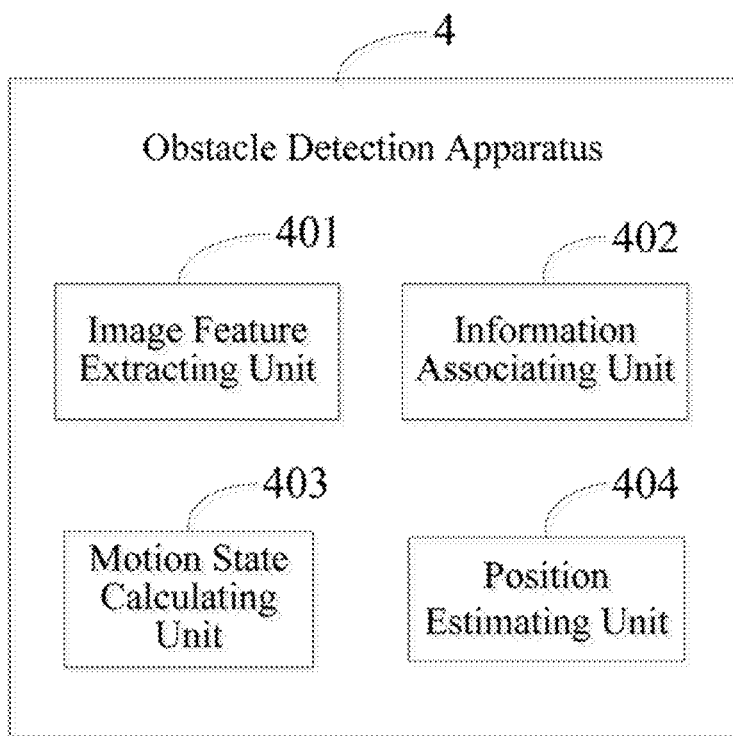 4
Obstacle Detection Apparatus
401
402
Image Feature
Extracting Unit
Information
Associating Unit
403
404
Motion State
Calculating
Unit
Position
Estimating Unit